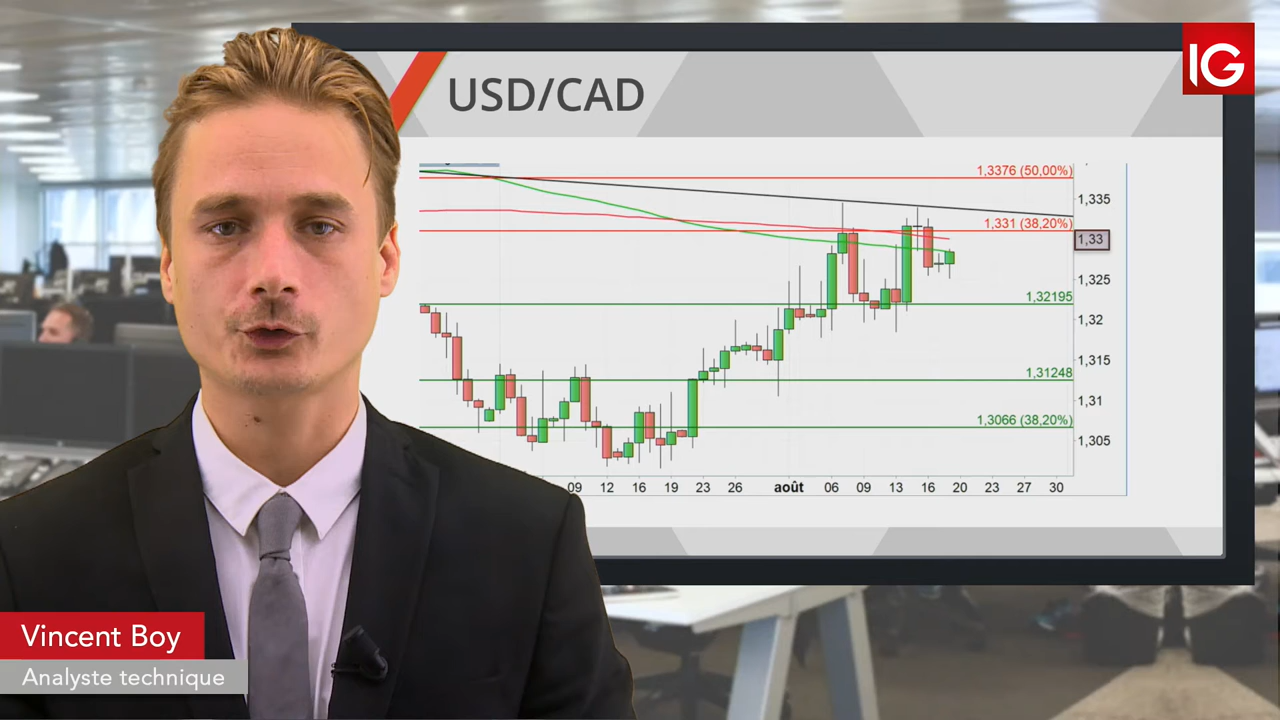 IG
USD/CAD
1,3376 (50,00%)
1,335
1,331 (38,20%)
1,33
1,325
1,32195
1,32
1,315
1,31248
1,31
1,3066 (38,20%)
1,305
09 12 16 19 23 26 août 06 09 13 16 20 23 27 30
Vincent Boy
Analyste technique